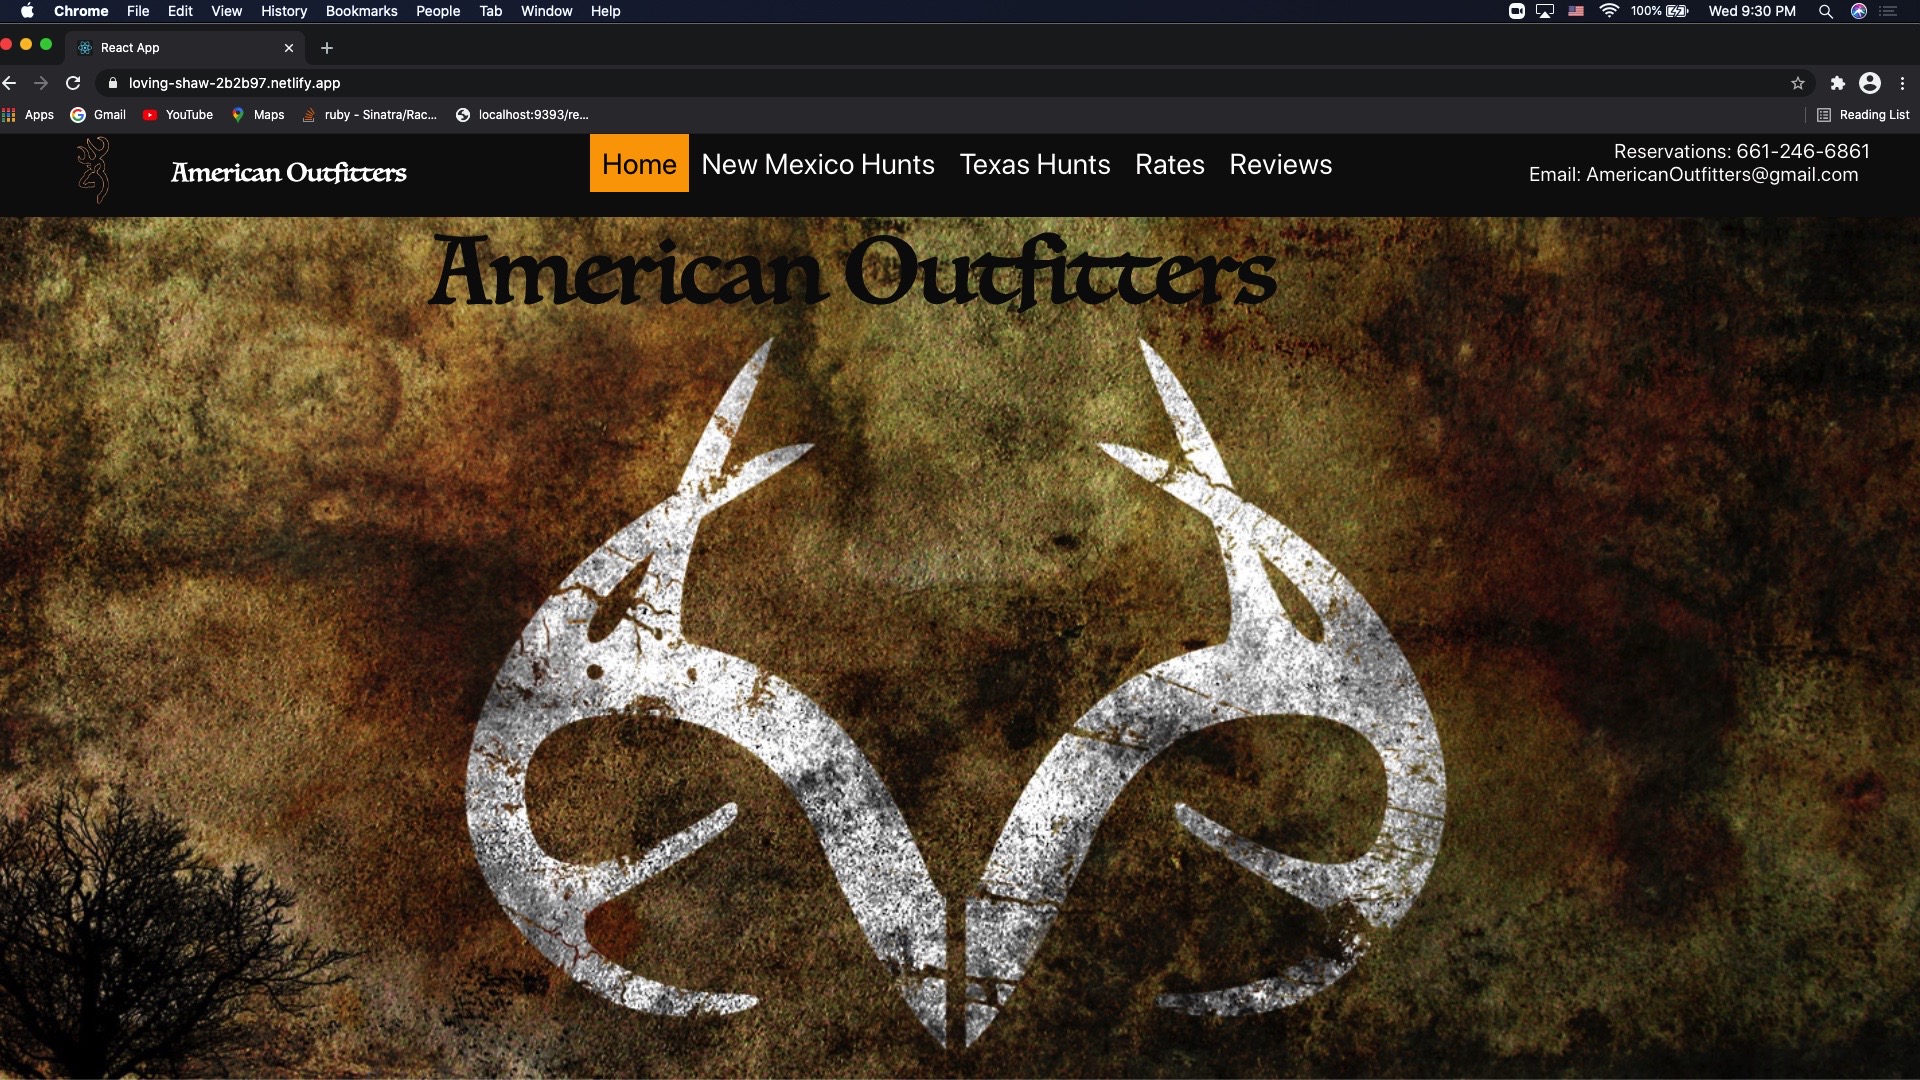 Chrome File Edit View History Bookmarks People Tab Window Help 100% Wed 9:30 PM
React App
loving-shaw-2b2b97.netlify.app
Apps Gmail YouTube Maps ruby - Sinatra/Rac... localhost:9393/re... Reading List
American Outfitters Home New Mexico Hunts Texas Hunts Rates Reviews
Reservations: 661-246-6861
Email: AmericanOutfitters@gmail.com
American Outfitters